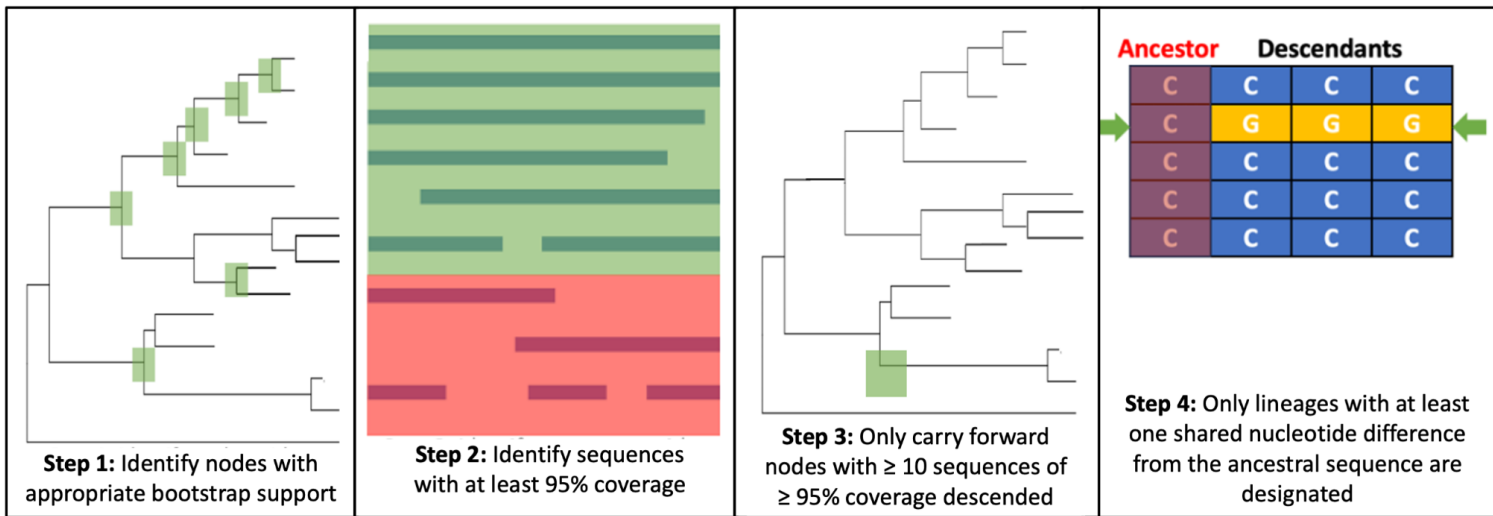 Step 1: Identify nodes with
appropriate bootstrap support
Step 2: Identify sequences
with at least 95% coverage
Step 3: Only carry forward
nodes with ≥ 10 sequences of
≥ 95% coverage descended
Ancestor Descendants
C C C C
C G G G
C C C C
C C C C
C C C C
Step 4: Only lineages with at least
one shared nucleotide difference
from the ancestral sequence are
designated